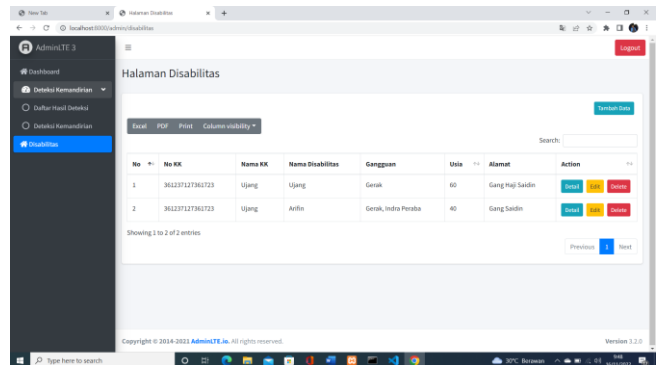 New Tab
Halaman Disabilitas
localhost:8000/admin/disabilitas
AdminLTE 3
Logout
Dashboard
Deteksi Kemandirian
Daftar Hasil Deteksi
Deteksi Kemandirian
Disabilitas
Halaman Disabilitas
Tambah Data
Excel PDF Print Column visibility
Search:
No No KK Nama KK Nama Disabilitas Gangguan Usia Alamat Action
1 361237127361723 Ujang Ujang Gerak 60 Gang Haji Saidin Detail Edit Delete
2 361237127361723 Ujang Arifin Gerak, Indra Peraba 40 Gang Saidin Detail Edit Delete
Showing 1 to 2 of 2 entries
Previous 1 Next
Copyright © 2014-2021 AdminLTE.io. All rights reserved.
Version 3.2.0
Type here to search
30°C Berawan